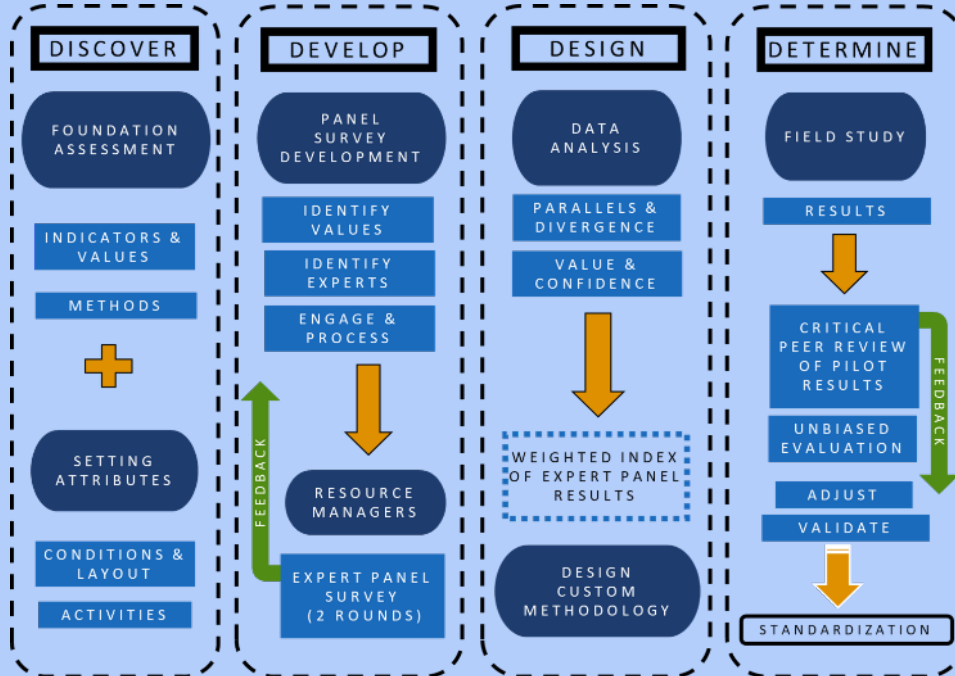 DISCOVER
FOUNDATION
ASSESSMENT
INDICATORS &
VALUES
METHODS
SETTING
ATTRIBUTES
CONDITIONS &
LAYOUT
ACTIVITIES
DEVELOP
PANEL
SURVEY
DEVELOPMENT
IDENTIFY
VALUES
IDENTIFY
EXPERTS
ENGAGE &
PROCESS
FEEDBACK
RESOURCE
MANAGERS
EXPERT PANEL
SURVEY
(2 ROUNDS)
DESIGN
DATA
ANALYSIS
PARALLELS &
DIVERGENCE
VALUE &
CONFIDENCE
WEIGHTED INDEX
OF EXPERT PANEL
RESULTS
DESIGN
CUSTOM
METHODOLOGY
DETERMINE
FIELD STUDY
RESULTS
CRITICAL
PEER REVIEW
OF PILOT
RESULTS
FEEDBACK
UNBIASED
EVALUATION
ADJUST
VALIDATE
STANDARDIZATION